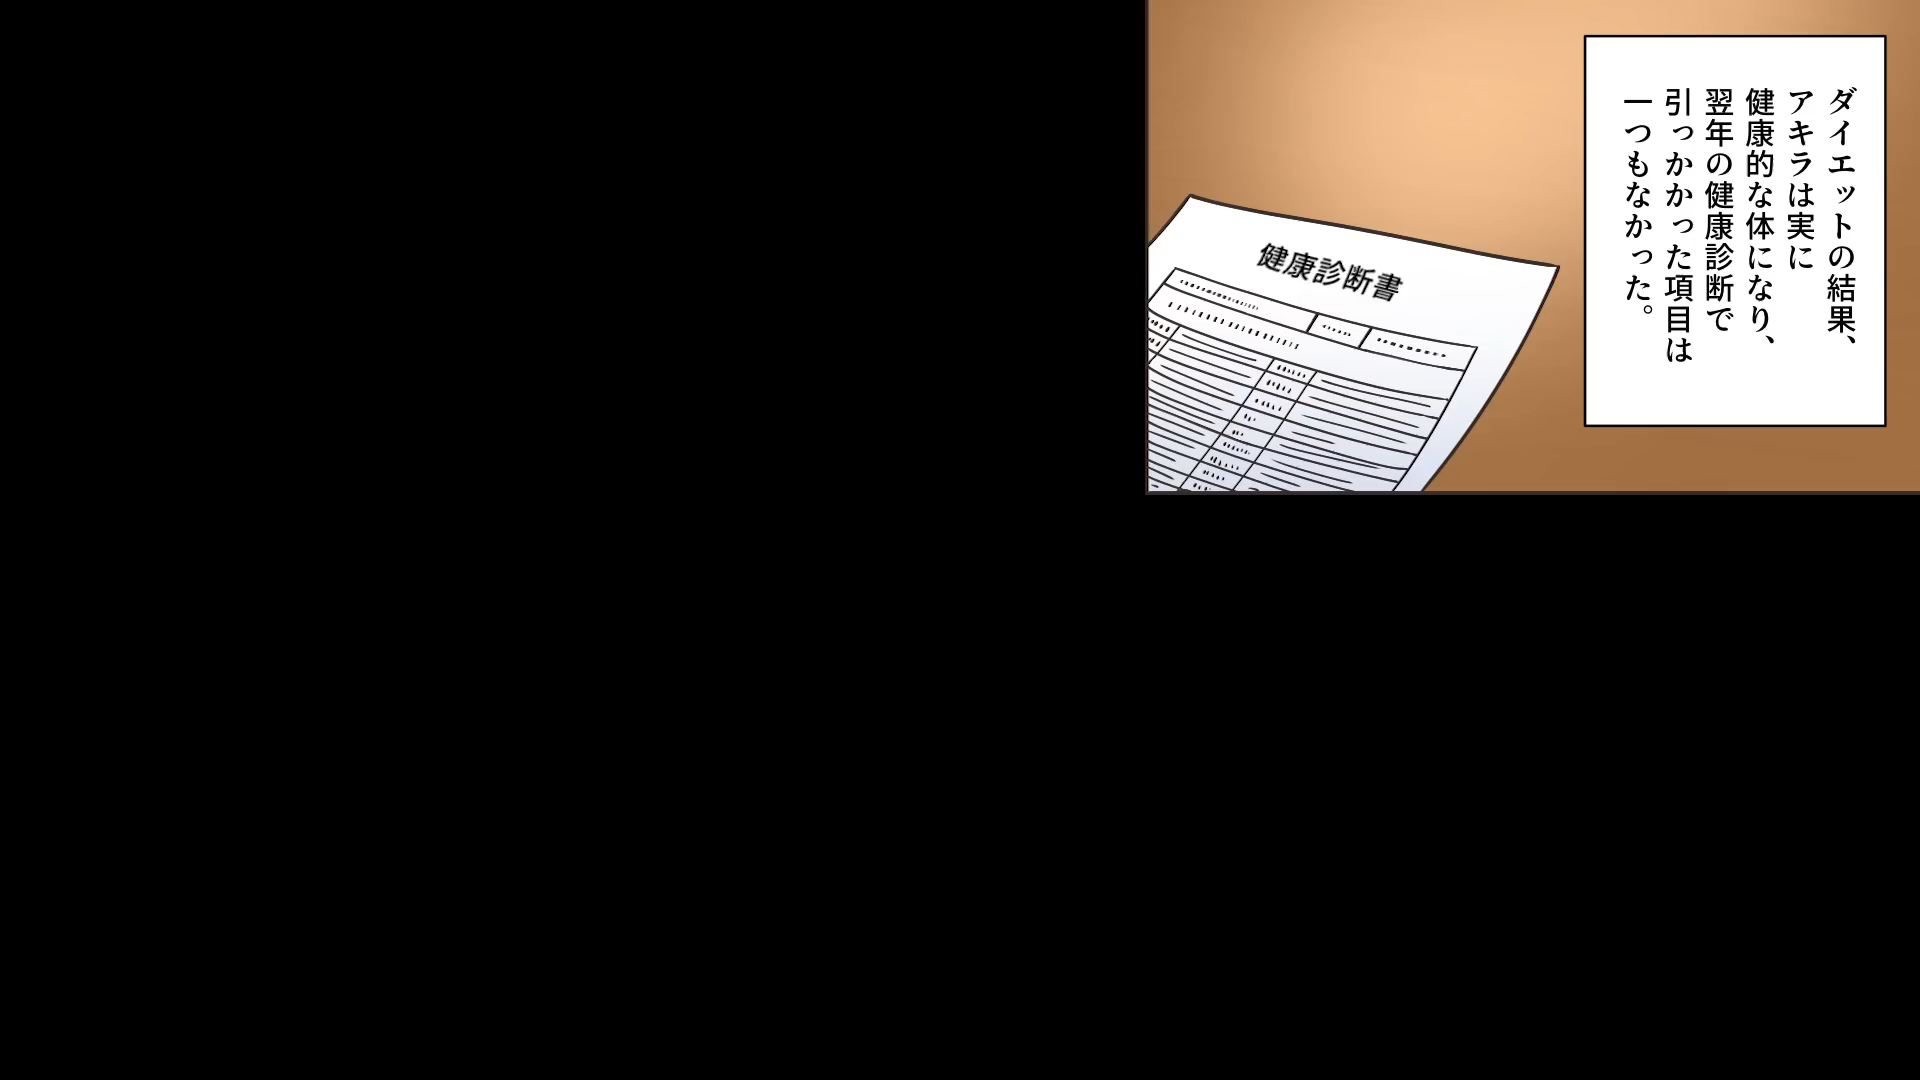 ダイエットの結果、
アキラは実に
健康的な体になり、
翌年の健康診断で
引っかかった項目は
一つもなかった。
健康診断書